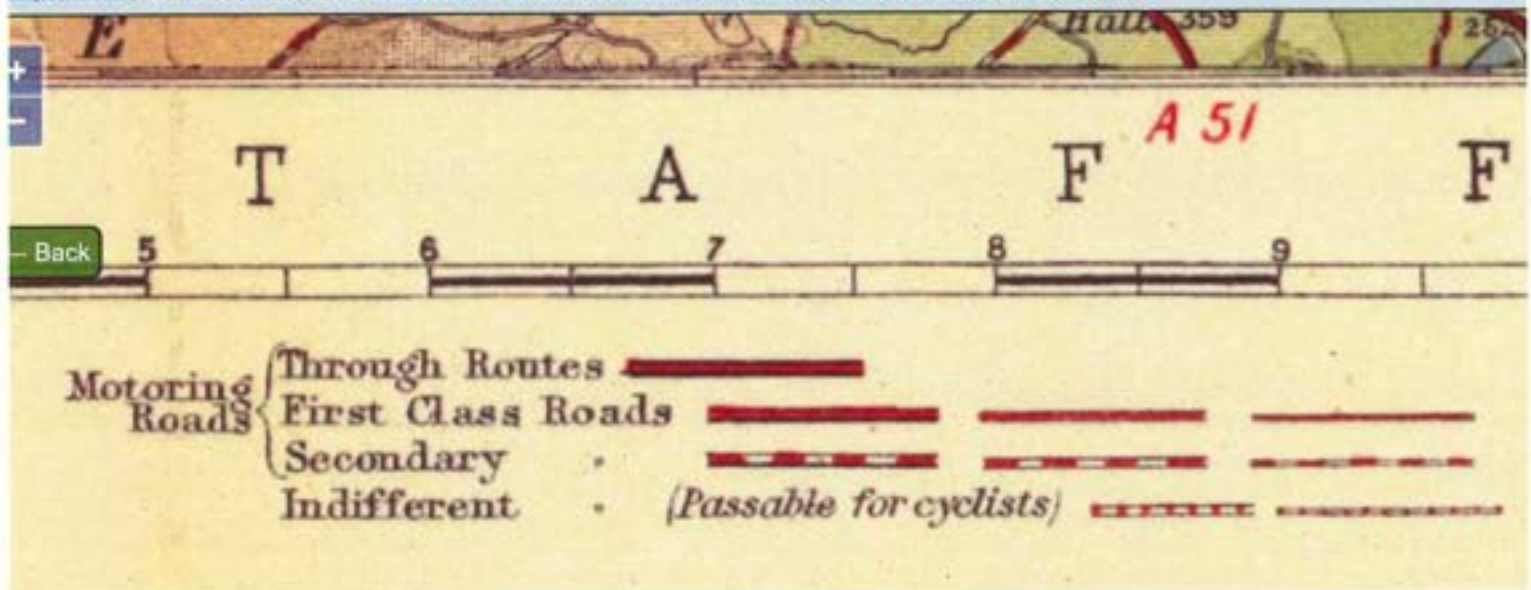 E
Hall 359
A 51
T A F F
← Back
5 6 7 8 9
Motoring Roads
Through Routes
First Class Roads
Secondary "
Indifferent " (Passable for cyclists)